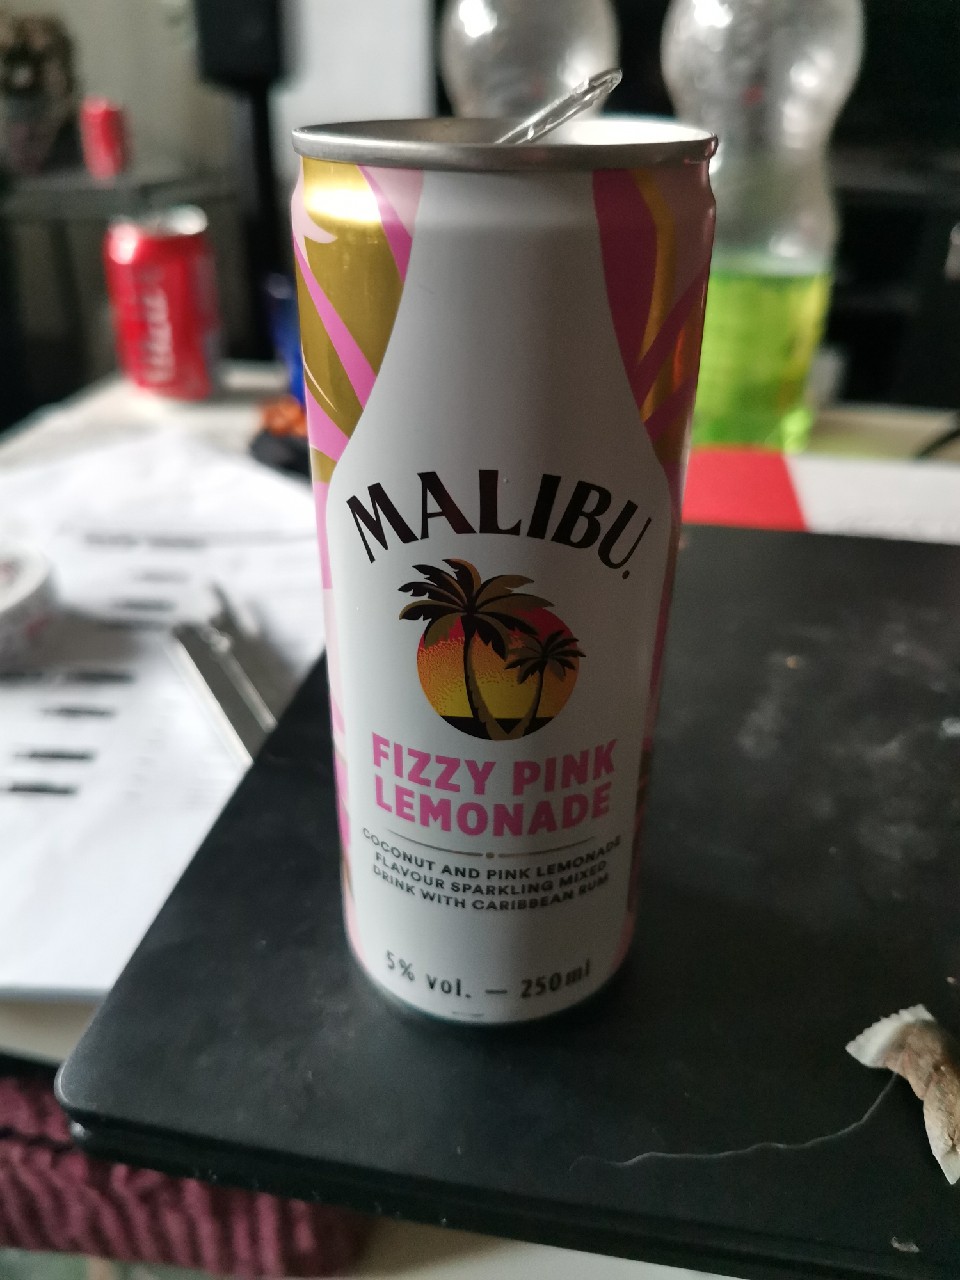 MALIBU.
FIZZY PINK
LEMONADE
COCONUT AND PINK LEMONADE
FLAVOUR SPARKLING MIXED
DRINK WITH CARIBBEAN RUM
5% vol. — 250ml